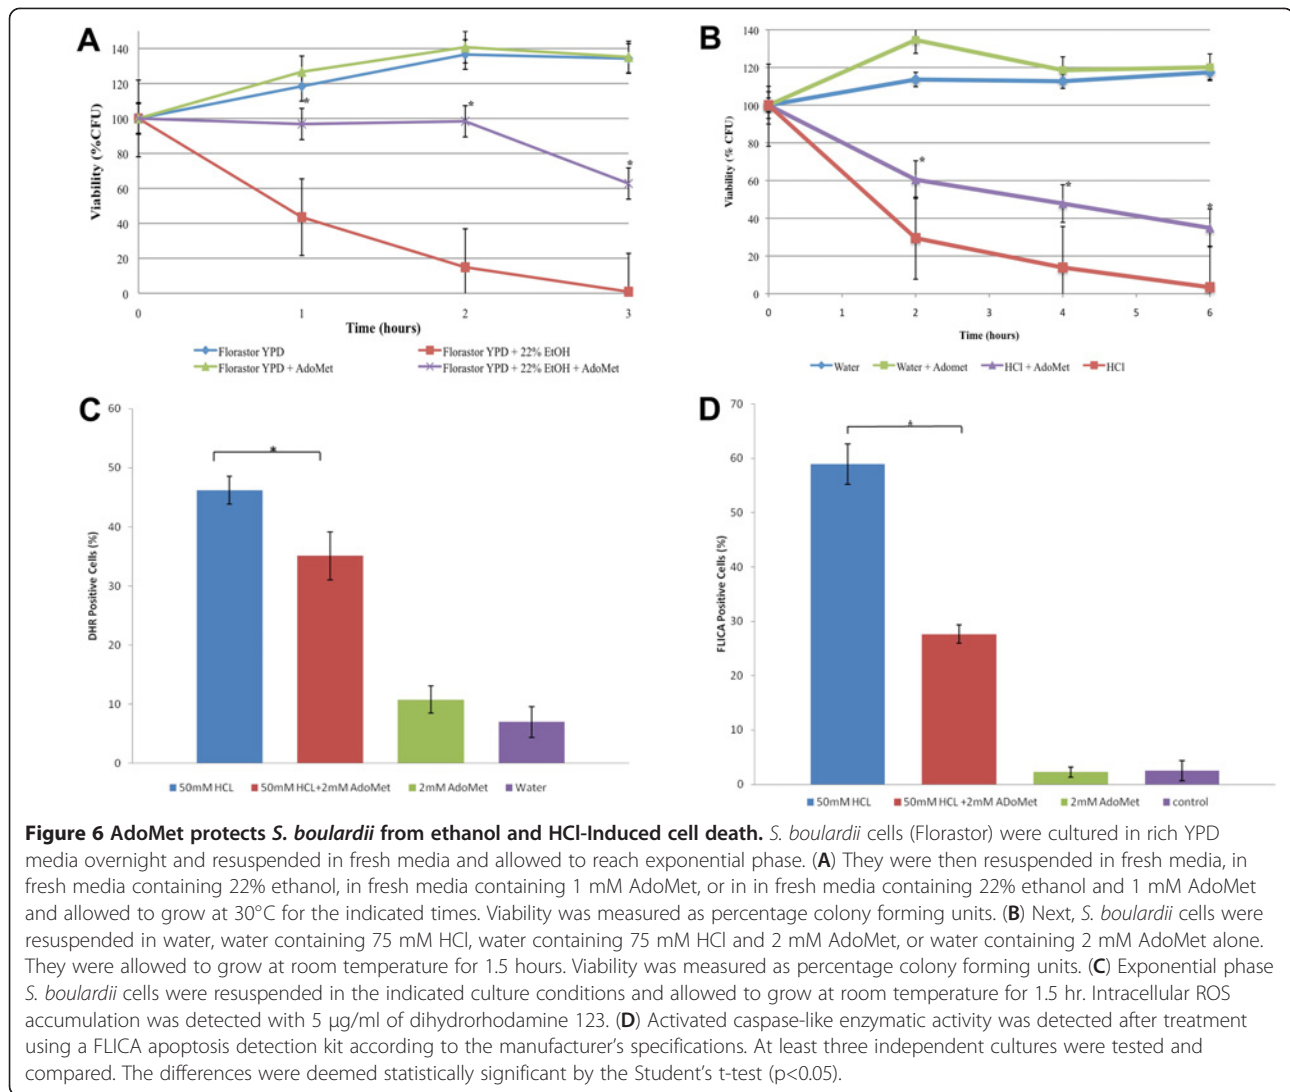 A
Viability (%CFU)
140
120
100
80
60
40
20
0
0
1
2
3
*
*
*
Time (hours)
Florastor YPD
Florastor YPD + 22% EtOH
Florastor YPD + AdoMet
Florastor YPD + 22% EtOH + AdoMet
B
Viability (% CFU)
140
120
100
80
60
40
20
0
0
1
2
3
4
5
6
*
*
*
Time (hours)
Water
Water + Adomet
HCl + AdoMet
HCl
C
DHR Positive Cells (%)
60
50
40
30
20
10
0
*
50mM HCL
50mM HCL+2mM AdoMet
2mM AdoMet
Water
D
FLICA Positive Cells (%)
70
60
50
40
30
20
10
0
*
50mM HCL
50mM HCL +2mM ADoMet
2mM AdoMet
control
Figure 6 AdoMet protects S. boulardii from ethanol and HCl-Induced cell death. S. boulardii cells (Florastor) were cultured in rich YPD
media overnight and resuspended in fresh media and allowed to reach exponential phase. (A) They were then resuspended in fresh media, in
fresh media containing 22% ethanol, in fresh media containing 1 mM AdoMet, or in in fresh media containing 22% ethanol and 1 mM AdoMet
and allowed to grow at 30°C for the indicated times. Viability was measured as percentage colony forming units. (B) Next, S. boulardii cells were
resuspended in water, water containing 75 mM HCl, water containing 75 mM HCl and 2 mM AdoMet, or water containing 2 mM AdoMet alone.
They were allowed to grow at room temperature for 1.5 hours. Viability was measured as percentage colony forming units. (C) Exponential phase
S. boulardii cells were resuspended in the indicated culture conditions and allowed to grow at room temperature for 1.5 hr. Intracellular ROS
accumulation was detected with 5 μg/ml of dihydrorhodamine 123. (D) Activated caspase-like enzymatic activity was detected after treatment
using a FLICA apoptosis detection kit according to the manufacturer's specifications. At least three independent cultures were tested and
compared. The differences were deemed statistically significant by the Student's t-test (p<0.05).